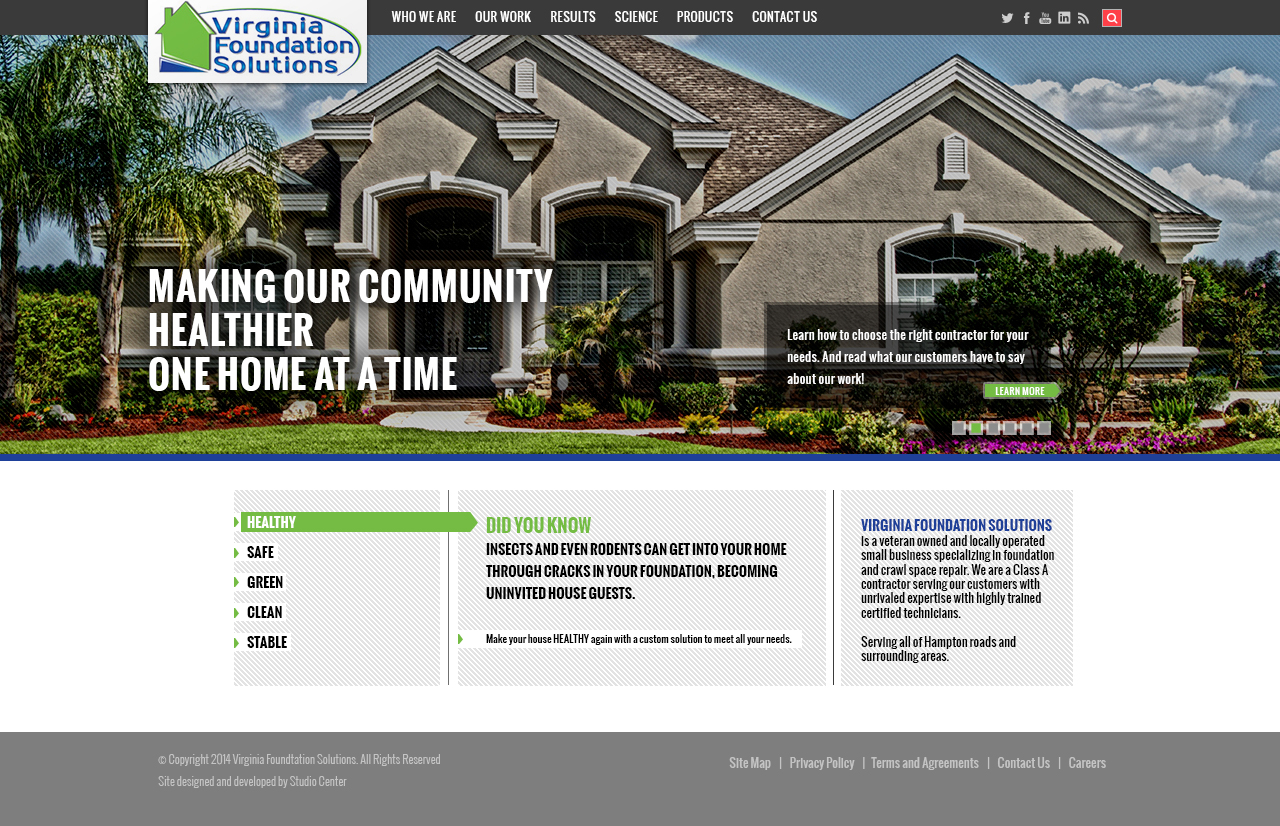 Virginia
Foundation
Solutions
WHO WE ARE OUR WORK RESULTS SCIENCE PRODUCTS CONTACT US
You
Tube
in
MAKING OUR COMMUNITY
HEALTHIER
ONE HOME AT A TIME
Learn how to choose the right contractor for your
needs. And read what our customers have to say
about our work!
LEARN MORE
HEALTHY
SAFE
GREEN
CLEAN
STABLE
DID YOU KNOW
INSECTS AND EVEN RODENTS CAN GET INTO YOUR HOME
THROUGH CRACKS IN YOUR FOUNDATION, BECOMING
UNINVITED HOUSE GUESTS.
Make your house HEALTHY again with a custom solution to meet all your needs.
VIRGINIA FOUNDATION SOLUTIONS
is a veteran owned and locally operated
small business specializing in foundation
and crawl space repair. We are a Class A
contractor serving our customers with
unrivaled expertise with highly trained
certified technicians.
Serving all of Hampton roads and
surrounding areas.
© Copyright 2014 Virginia Foundtation Solutions. All Rights Reserved
Site designed and developed by Studio Center
Site Map | Privacy Policy | Terms and Agreements | Contact Us | Careers